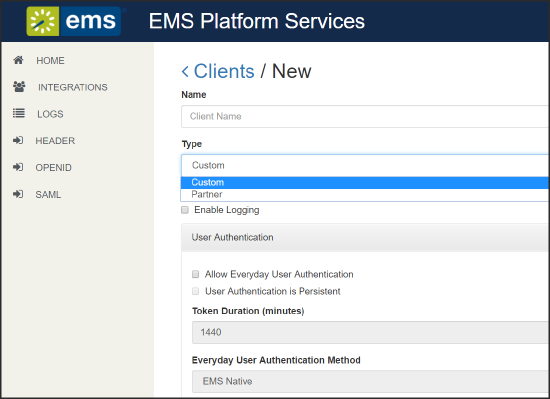 ems
EMS Platform Services
HOME
INTEGRATIONS
LOGS
HEADER
OPENID
SAML
< Clients / New
Name
Client Name
Type
Custom
Custom
Partner
Enable Logging
User Authentication
Allow Everyday User Authentication
User Authentication is Persistent
Token Duration (minutes)
1440
Everyday User Authentication Method
EMS Native